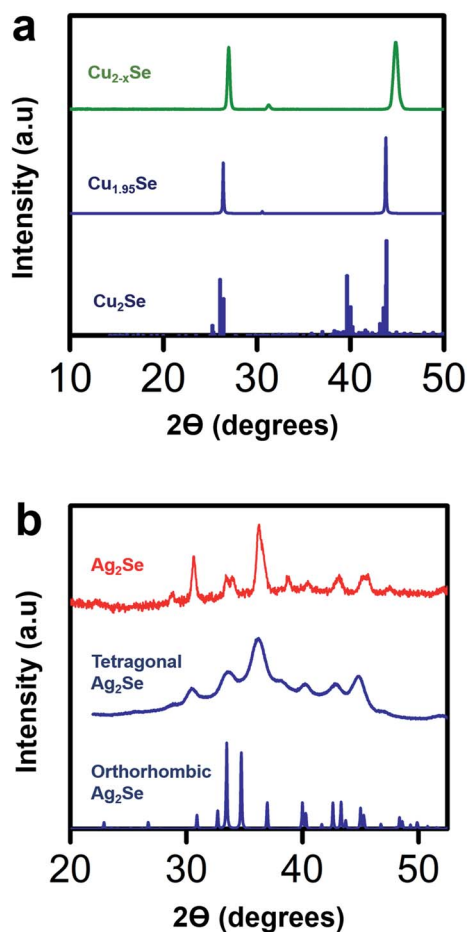 a
Intensity (a.u)
Cu₂₋ₓSe
Cu₁.₉₅Se
Cu₂Se
10 20 30 40 50
2Θ (degrees)
b
Intensity (a.u)
Ag₂Se
Tetragonal
Ag₂Se
Orthorhombic
Ag₂Se
20 30 40 50
2Θ (degrees)